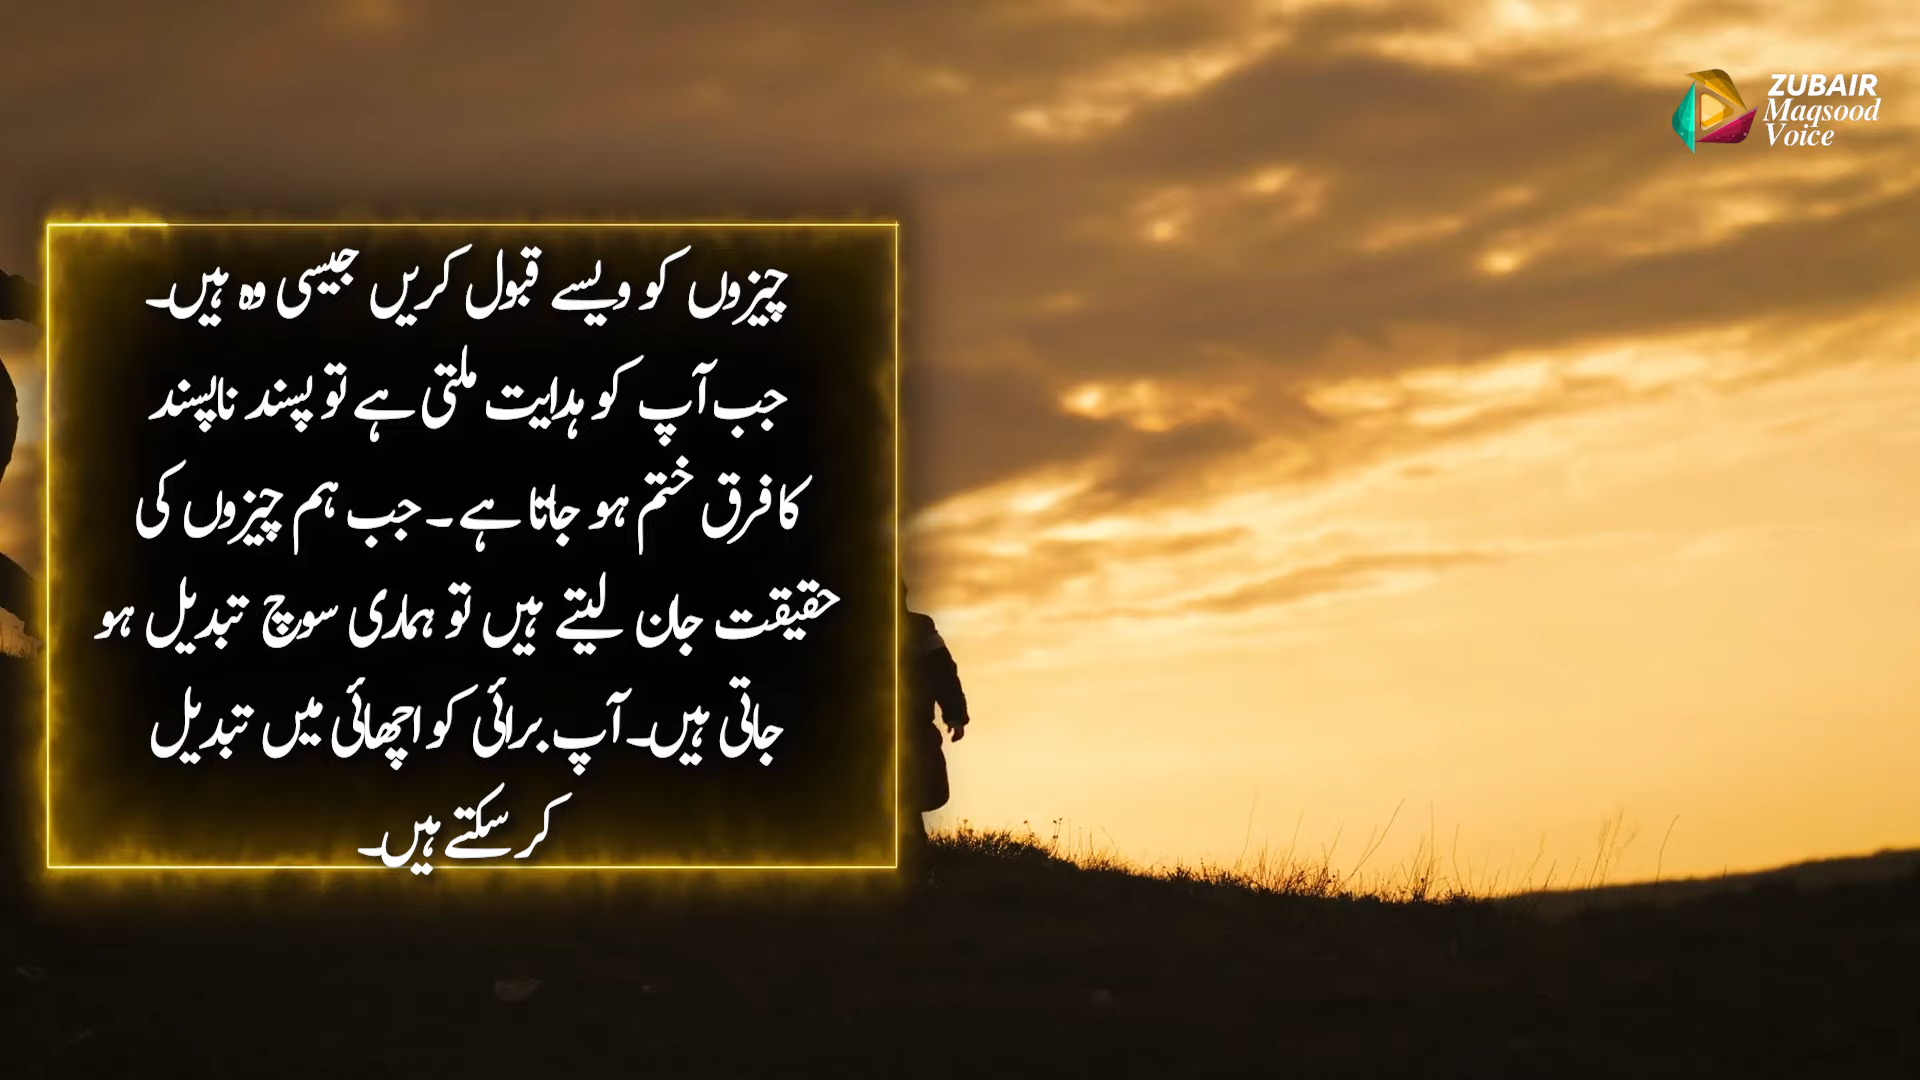 ZUBAIR
Maqsood
Voice
چیزوں کو ویسے قبول کریں جیسی وہ ہیں۔
جب آپ کو ہدایت ملتی ہے تو پسند ناپسند
کا فرق ختم ہو جاتا ہے ۔ جب ہم چیزوں کی
حقیقت جان لیتے ہیں تو ہماری سوچ تبدیل ہو
جاتی ہیں۔ آپ برائی کو اچھائی میں تبدیل
کر سکتے ہیں۔